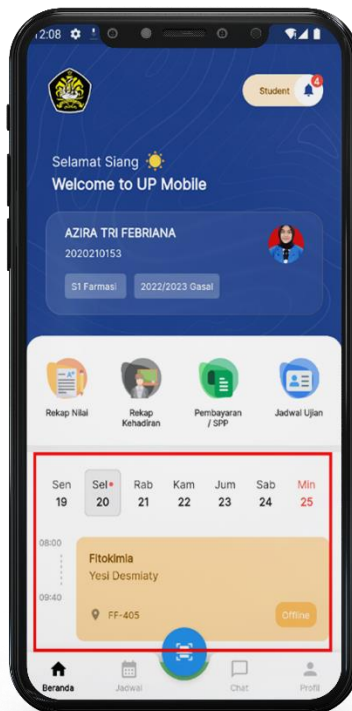 12:08
Student
4
Selamat Siang
Welcome to UP Mobile
AZIRA TRI FEBRIANA
2020210153
S1 Farmasi
2022/2023 Gasal
A+
Rekap Nilai
Rekap
Kehadiran
Pembayaran
/ SPP
Jadwal Ujian
Sen Sel Rab Kam Jum Sab Min
19 20 21 22 23 24 25
08:00
Fitokimia
Yesi Desmiaty
09:40
FF-405
Offline
Beranda
Jadwal
Chat
Profil